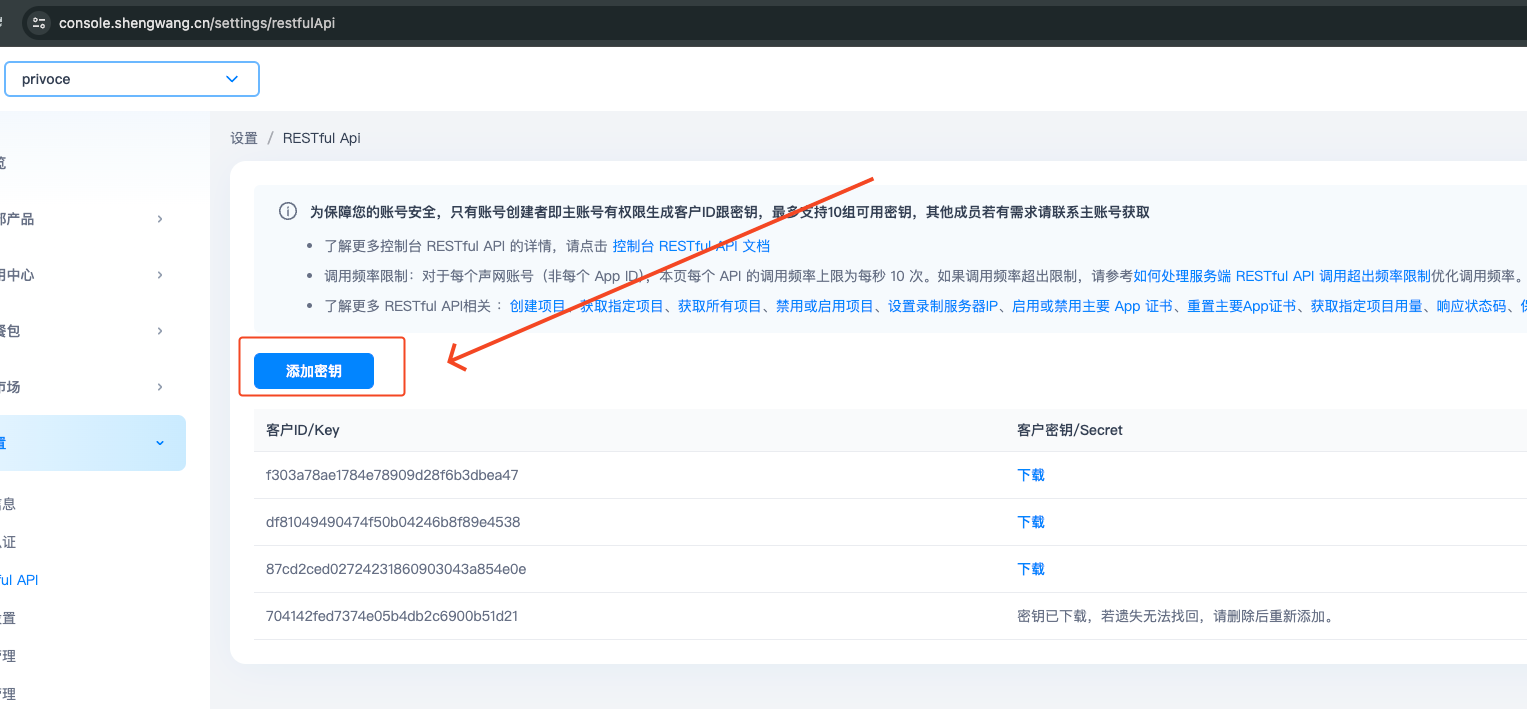 console.shengwang.cn/settings/restfulApi
privoce
设置 / RESTful Api
览
部产品
用中心
餐包
市场
置
信息
认证
ful API
设置
管理
管理
为保障您的账号安全，只有账号创建者即主账号有权限生成客户ID跟密钥，最多支持10组可用密钥，其他成员若有需求请联系主账号获取
了解更多控制台 RESTful API 的详情，请点击 控制台 RESTful API 文档
调用频率限制：对于每个声网账号（非每个 App ID），本页每个 API 的调用频率上限为每秒 10 次。如果调用频率超出限制，请参考如何处理服务端 RESTful API 调用超出频率限制优化调用频率。
了解更多 RESTful API相关 ：创建项目、获取指定项目、获取所有项目、禁用或启用项目、设置录制服务器IP、启用或禁用主要 App 证书、重置主要App证书、获取指定项目用量、响应状态码、
添加密钥
客户ID/Key 客户密钥/Secret
f303a78ae1784e78909d28f6b3dbea47 下载
df81049490474f50b04246b8f89e4538 下载
87cd2ced02724231860903043a854e0e 下载
704142fed7374e05b4db2c6900b51d21 密钥已下载，若遗失无法找回，请删除后重新添加。